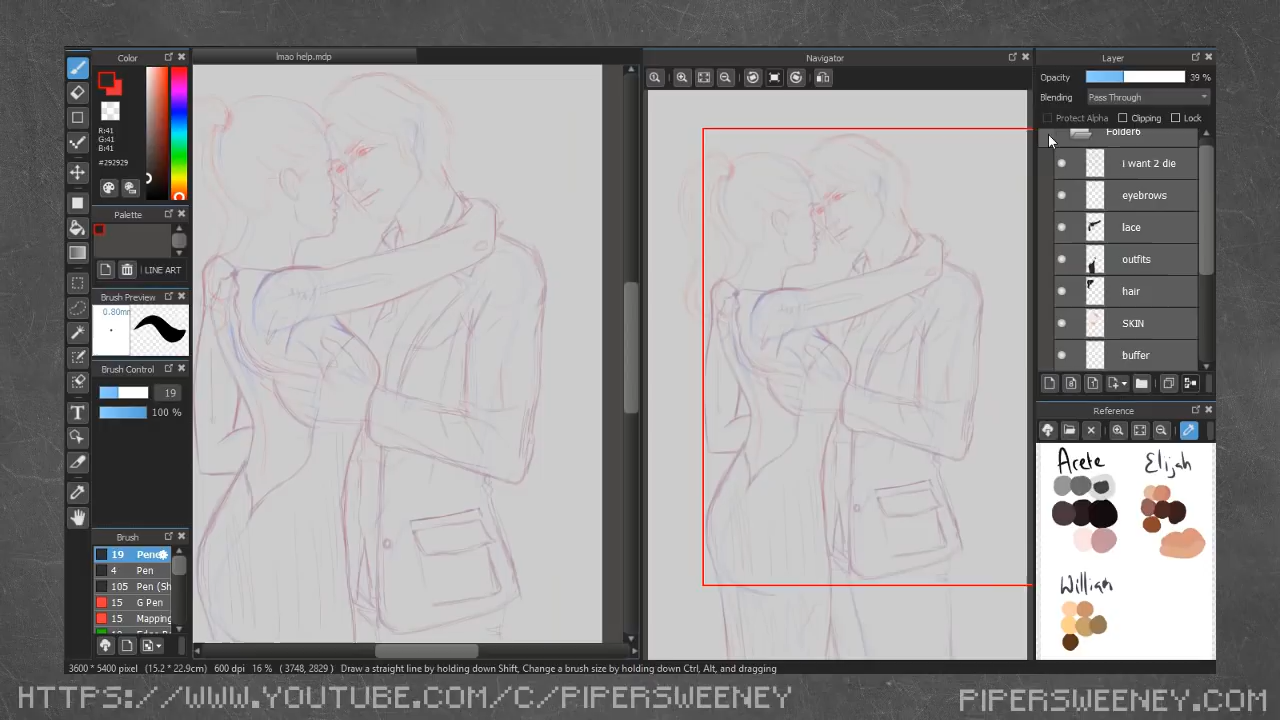 Color
lmao help.mdp
Navigator
Layer
Opacity
39 %
Blending
Pass Through
Protect Alpha
Clipping
Lock
R:41
G:41
B:41
#292929
Folder6
i want 2 die
eyebrows
lace
outfits
hair
SKIN
buffer
Palette
LINE ART
Brush Preview
0.80m
Brush Control
19
100 %
Reference
Arete
Elijah
William
Brush
19
4 Pen
105 Pen (Sh
15 G Pen
15 Mapping
3600 * 5400 pixel (15.2 * 22.9cm) 600 dpi 16 % ( 3748, 2829 ) Draw a straight line by holding down Shift, Change a brush size by holding down Ctrl, Alt, and dragging
HTTPS://WWW.YOUTUBE.COM/C/PIPERSWEENEY
PIPERSWEENEY.COM